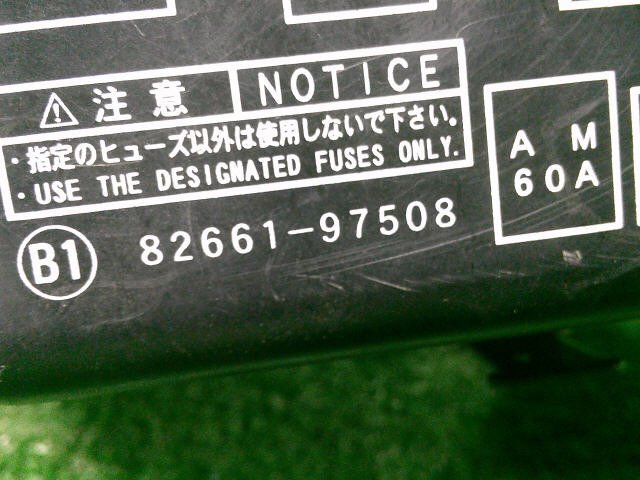 ⚠注意 NOTICE
・指定のヒューズ以外は使用しないで下さい。
・USE THE DESIGNATED FUSES ONLY.
B1 82661-97508
A M
60A